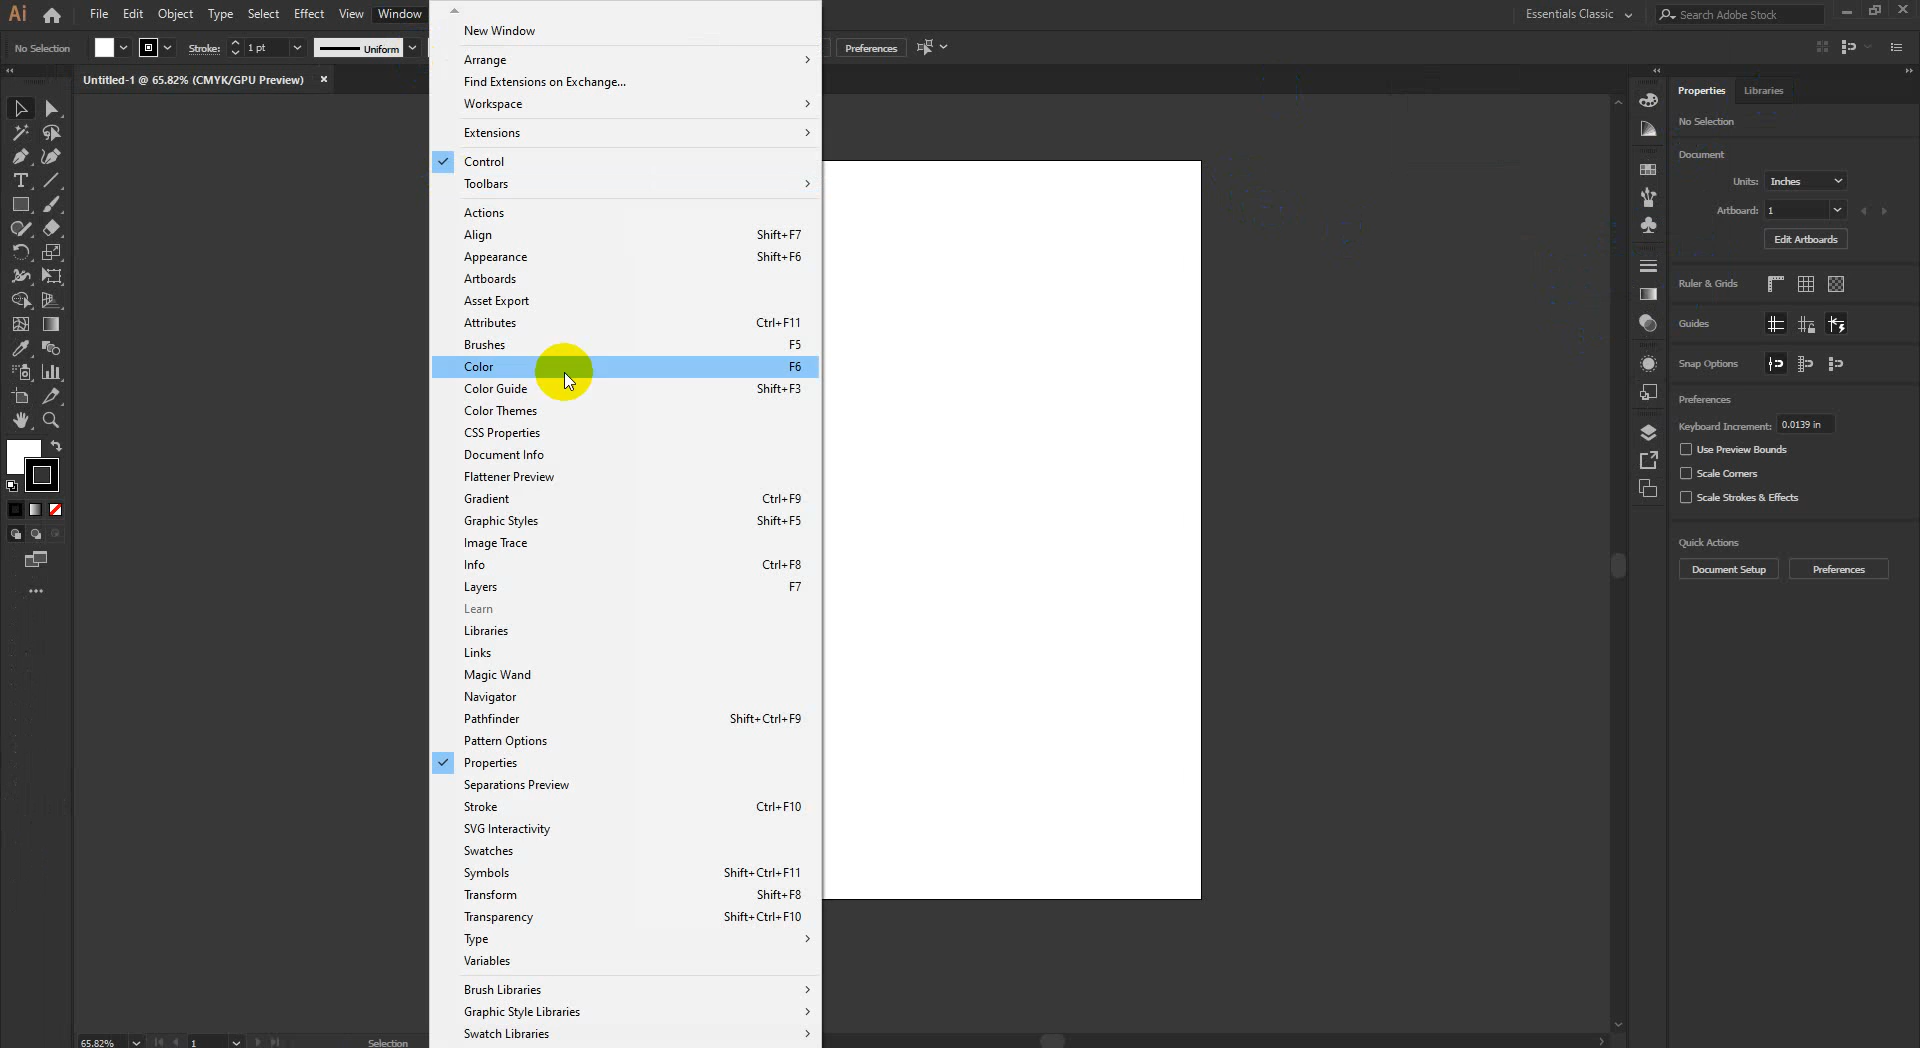 Ai
File Edit Object Type Select Effect View Window
Essentials Classic
Search Adobe Stock
No Selection
Stroke:
1 pt
Uniform
Preferences
Untitled-1 @ 65.82% (CMYK/GPU Preview)
New Window
Arrange
Find Extensions on Exchange...
Workspace
Extensions
Control
Toolbars
Actions
Align Shift+F7
Appearance Shift+F6
Artboards
Asset Export
Attributes Ctrl+F11
Brushes F5
Color F6
Color Guide Shift+F3
Color Themes
CSS Properties
Document Info
Flattener Preview
Gradient Ctrl+F9
Graphic Styles Shift+F5
Image Trace
Info Ctrl+F8
Layers F7
Learn
Libraries
Links
Magic Wand
Navigator
Pathfinder Shift+Ctrl+F9
Pattern Options
Properties
Separations Preview
Stroke Ctrl+F10
SVG Interactivity
Swatches
Symbols Shift+Ctrl+F11
Transform Shift+F8
Transparency Shift+Ctrl+F10
Type
Variables
Brush Libraries
Graphic Style Libraries
Swatch Libraries
Properties Libraries
No Selection
Document
Units: Inches
Artboard: 1
Edit Artboards
Ruler & Grids
Guides
Snap Options
Preferences
Keyboard Increment: 0.0139 in
Use Preview Bounds
Scale Corners
Scale Strokes & Effects
Quick Actions
Document Setup Preferences
65.82%
1
Selection